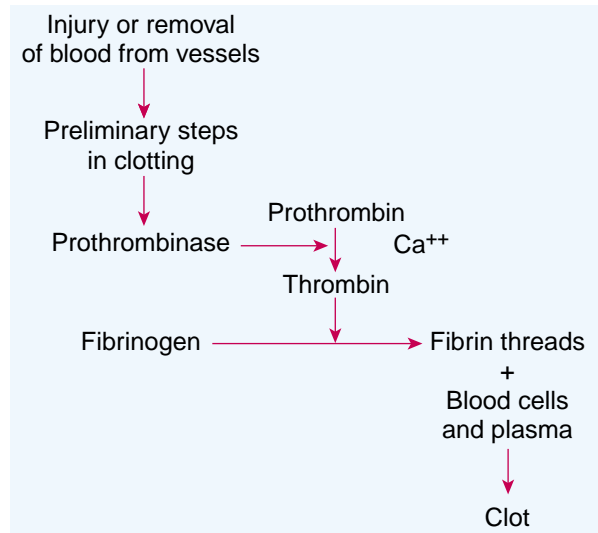 Injury or removal
of blood from vessels
Preliminary steps
in clotting
Prothrombin
Prothrombinase
Ca++
Thrombin
Fibrinogen
Fibrin threads
+
Blood cells
and plasma
Clot